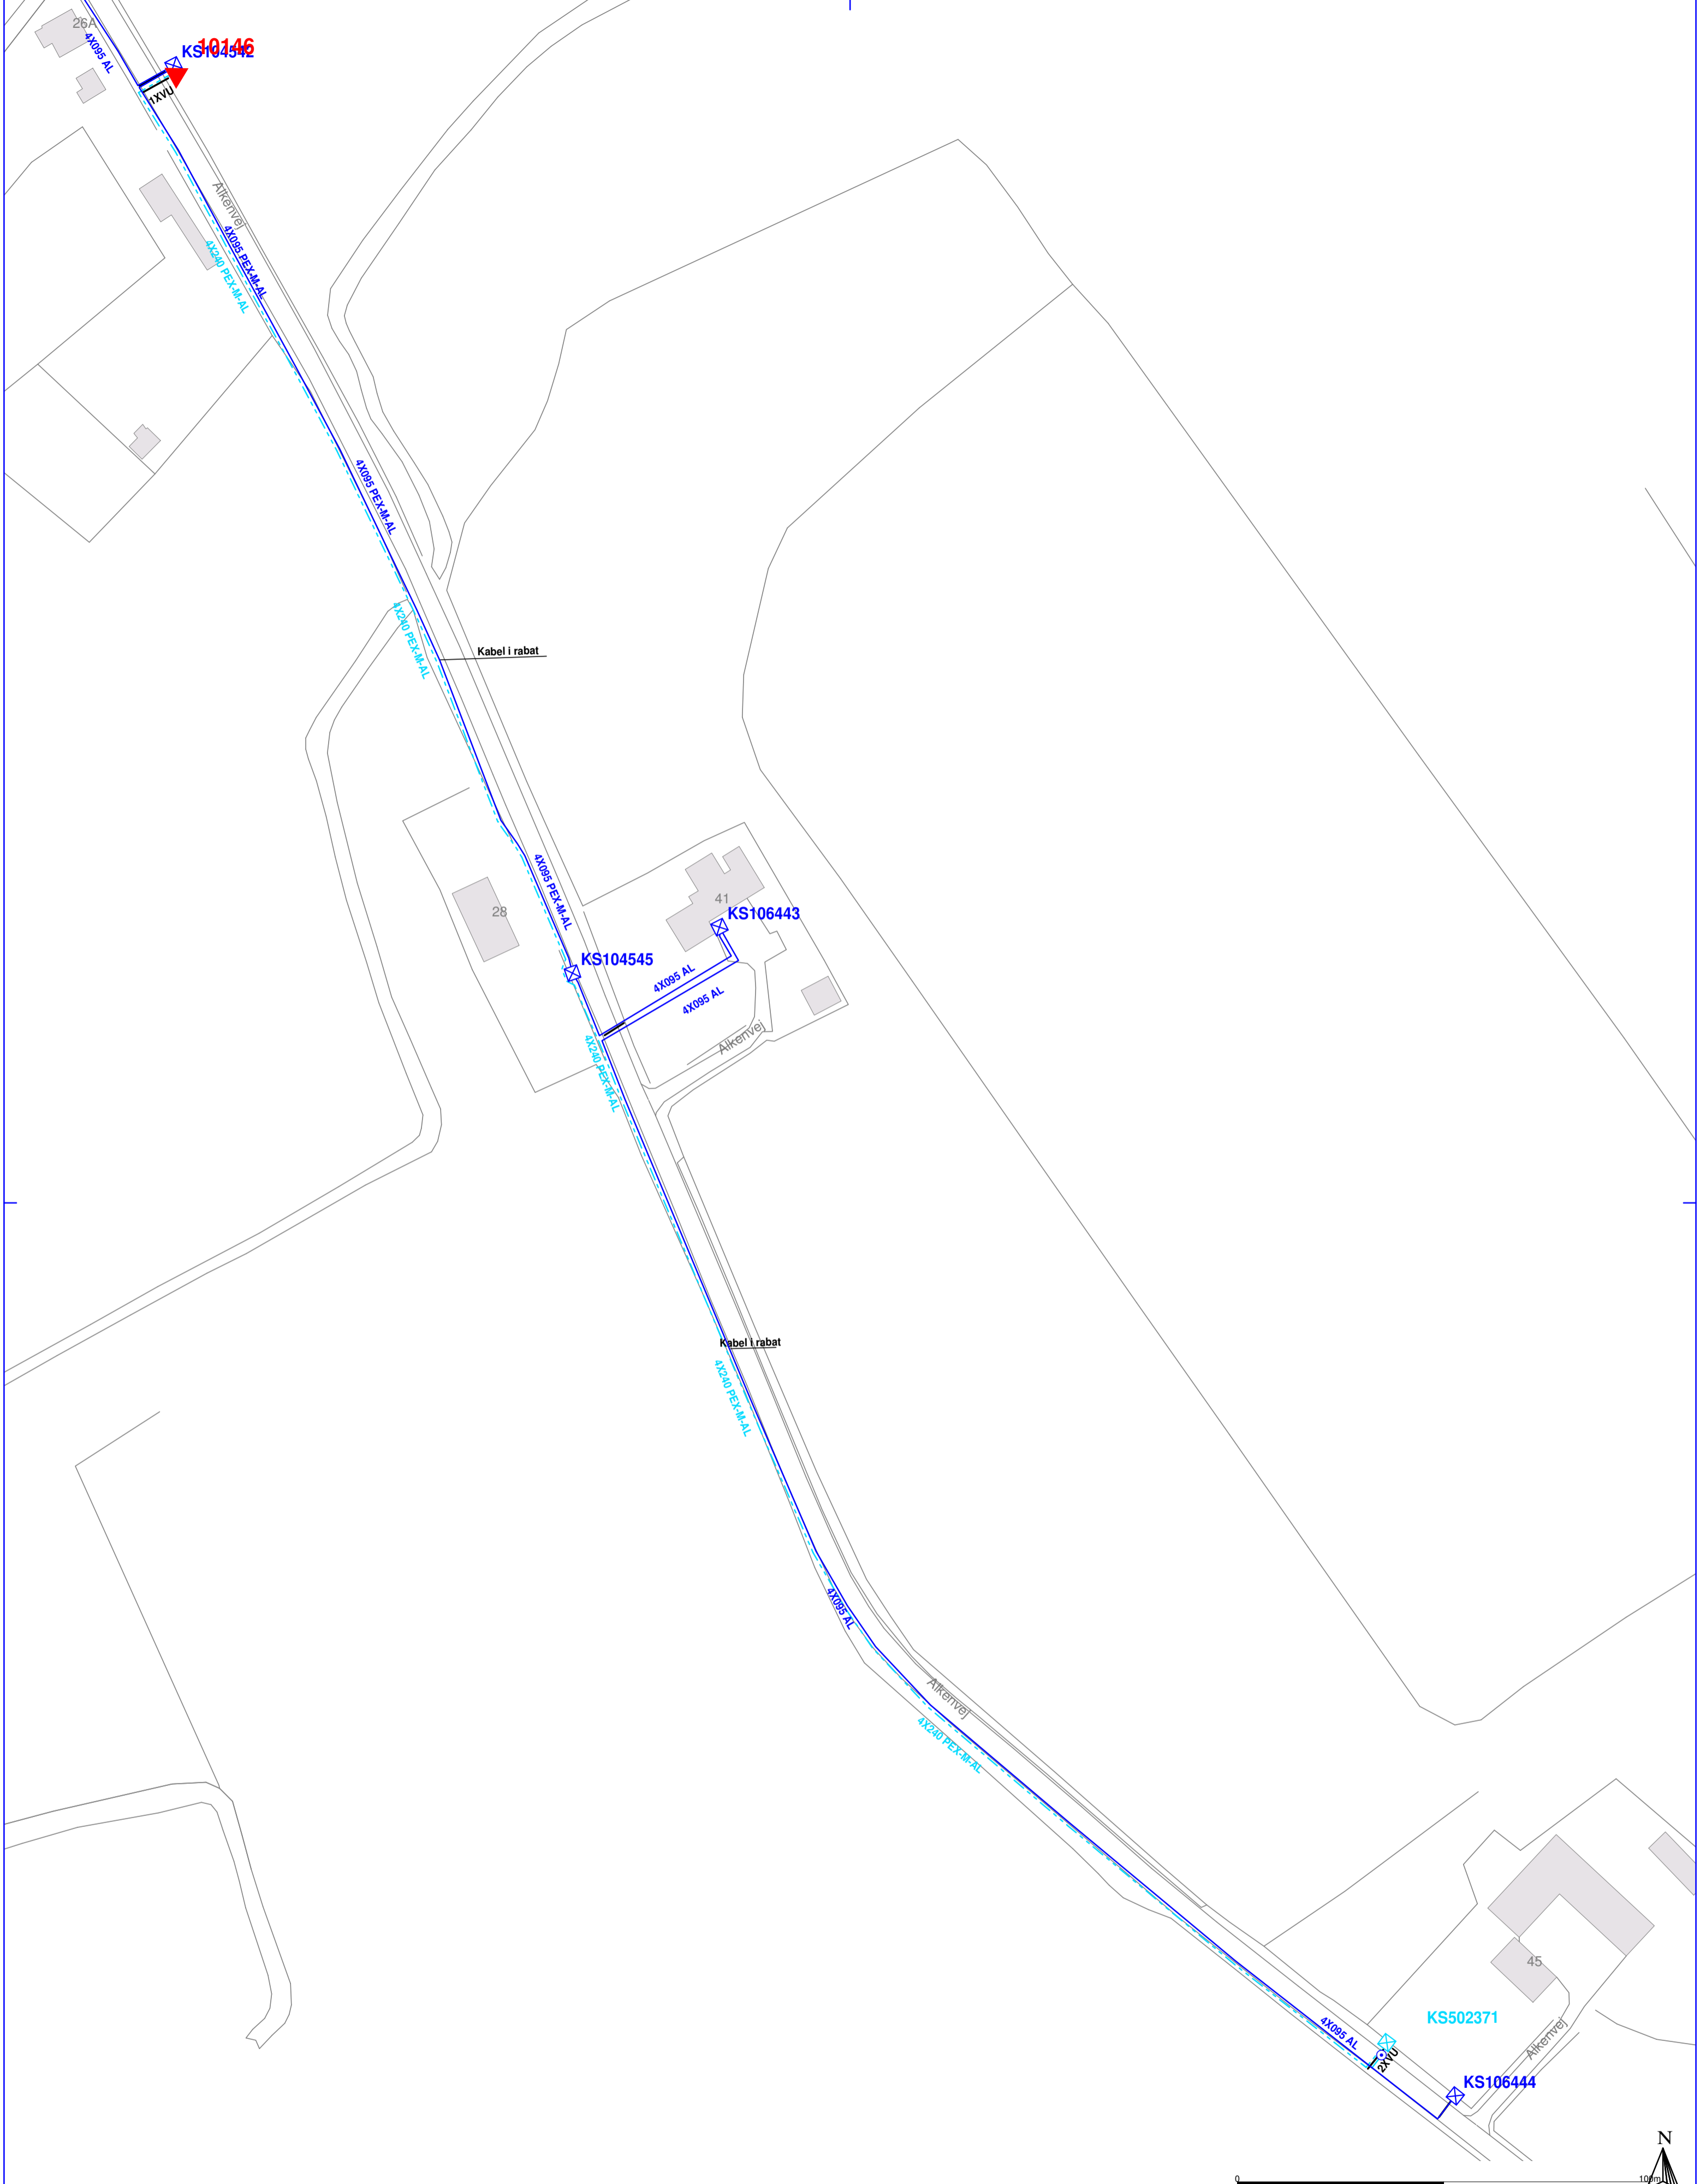 26A
4X095 AL
KS104542
10146
1XVU
Alkenvej
4X095 PEX-M-AL
4X240 PEX-M-AL
4X095 PEX-M-AL
4X240 PEX-M-AL
Kabel i rabat
4X095 PEX-M-AL
28
41
KS106443
KS104545
4X095 AL
4X095 AL
Alkenvej
4X240 PEX-M-AL
Kabel i rabat
4X240 PEX-M-AL
4X095 AL
Alkenvej
4X240 PEX-M-AL
45
KS502371
4X095 AL
2XVU
Alkenvej
KS106444
N
0
100m